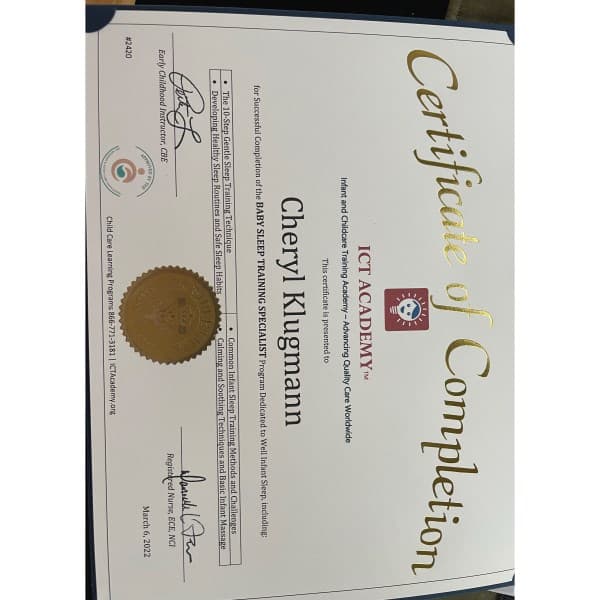 Certificate of Completion
ICT ACADEMY™
Infant and Childcare Training Academy – Advancing Quality Care Worldwide
This certificate is presented to
Cheryl Klugmann
for Successful Completion of the BABY SLEEP TRAINING SPECIALIST Program Dedicated to Well Infant Sleep, including:
• The 10-Step Gentle Sleep Training Technique
• Developing Healthy Sleep Routines and Safe Sleep Habits
• Common Infant Sleep Training Methods and Challenges
• Calming and Soothing Techniques and Basic Infant Massage
Early Childhood Instructor, CBE
Registered Nurse, ECE, NCI
#2420
Child Care Learning Programs 866-771-3181 | ICTAcademy.org
March 6, 2022